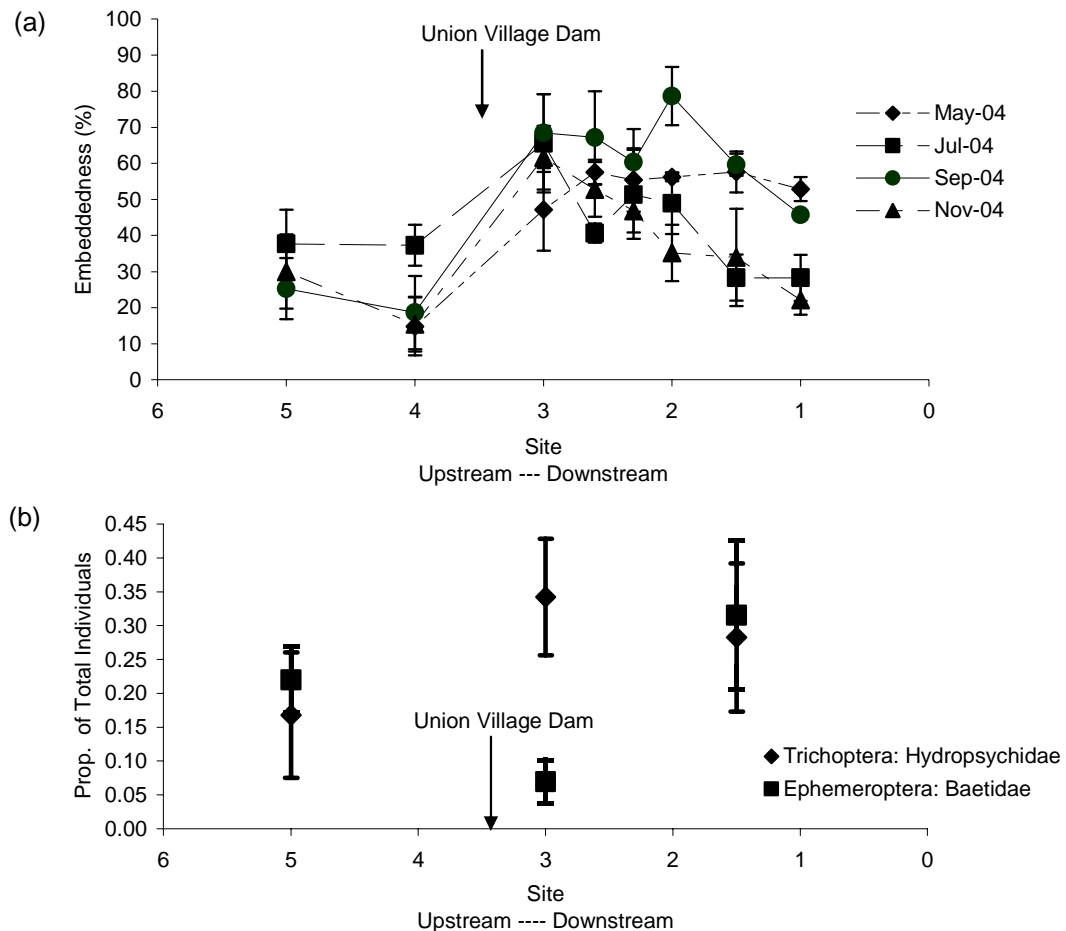 (a)
Union Village Dam
Embeddedness (%)
100
90
80
70
60
50
40
30
20
10
0
6 5 4 3 2 1 0
Site
Upstream --- Downstream
May-04
Jul-04
Sep-04
Nov-04
(b)
Prop. of Total Individuals
0.45
0.40
0.35
0.30
0.25
0.20
0.15
0.10
0.05
0.00
Union Village Dam
Trichoptera: Hydropsychidae
Ephemeroptera: Baetidae
6 5 4 3 2 1 0
Site
Upstream ---- Downstream